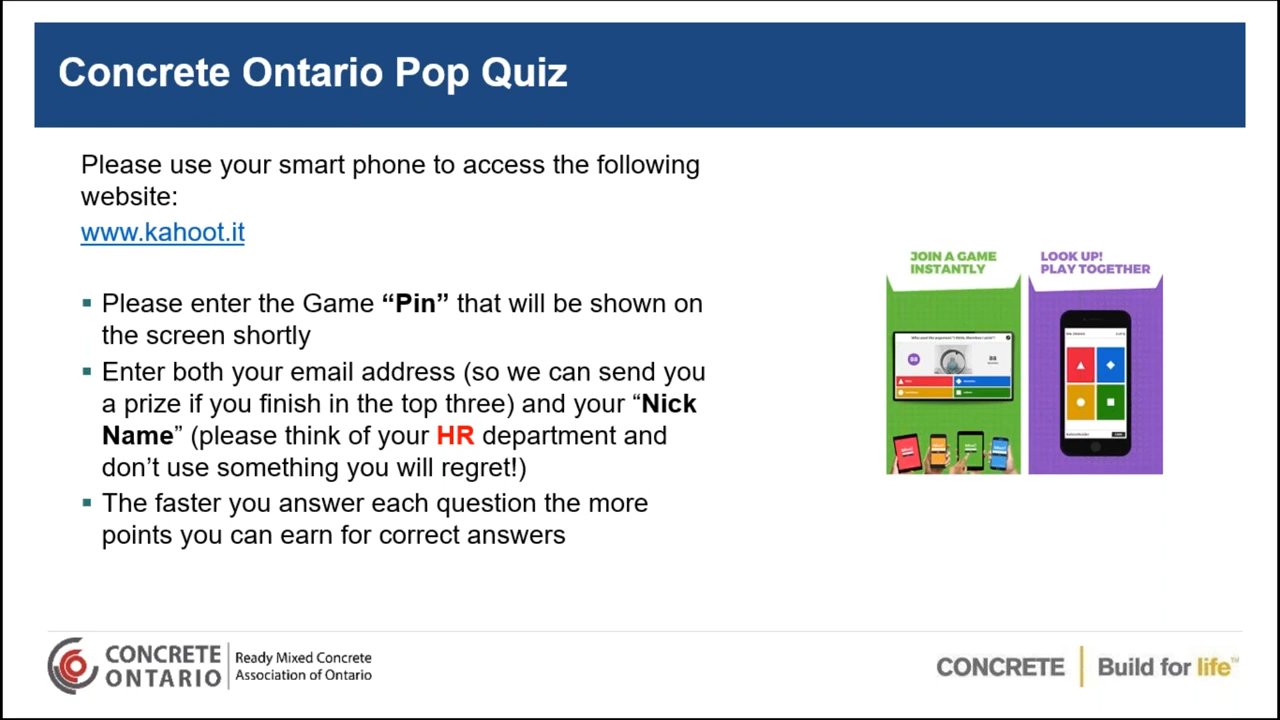 Concrete Ontario Pop Quiz
Please use your smart phone to access the following
website:
www.kahoot.it
▪ Please enter the Game “Pin” that will be shown on
the screen shortly
▪ Enter both your email address (so we can send you
a prize if you finish in the top three) and your “Nick
Name” (please think of your HR department and
don’t use something you will regret!)
▪ The faster you answer each question the more
points you can earn for correct answers
JOIN A GAME
INSTANTLY
LOOK UP!
PLAY TOGETHER
CONCRETE
ONTARIO
Ready Mixed Concrete
Association of Ontario
CONCRETE
Build for life™